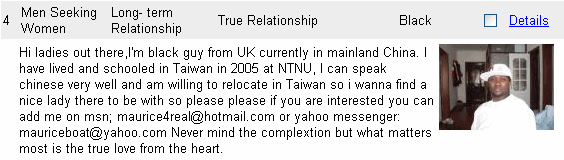 4 Men Seeking Women Long- term Relationship True Relationship Black Details
Hi ladies out there,I'm black guy from UK currently in mainland China. I
have lived and schooled in Taiwan in 2005 at NTNU, I can speak
chinese very well and am willing to relocate in Taiwan so i wanna find a
nice lady there to be with so please please if you are interested you can
add me on msn; maurice4real@hotmail.com or yahoo messenger:
mauriceboat@yahoo.com Never mind the complextion but what matters
most is the true love from the heart.